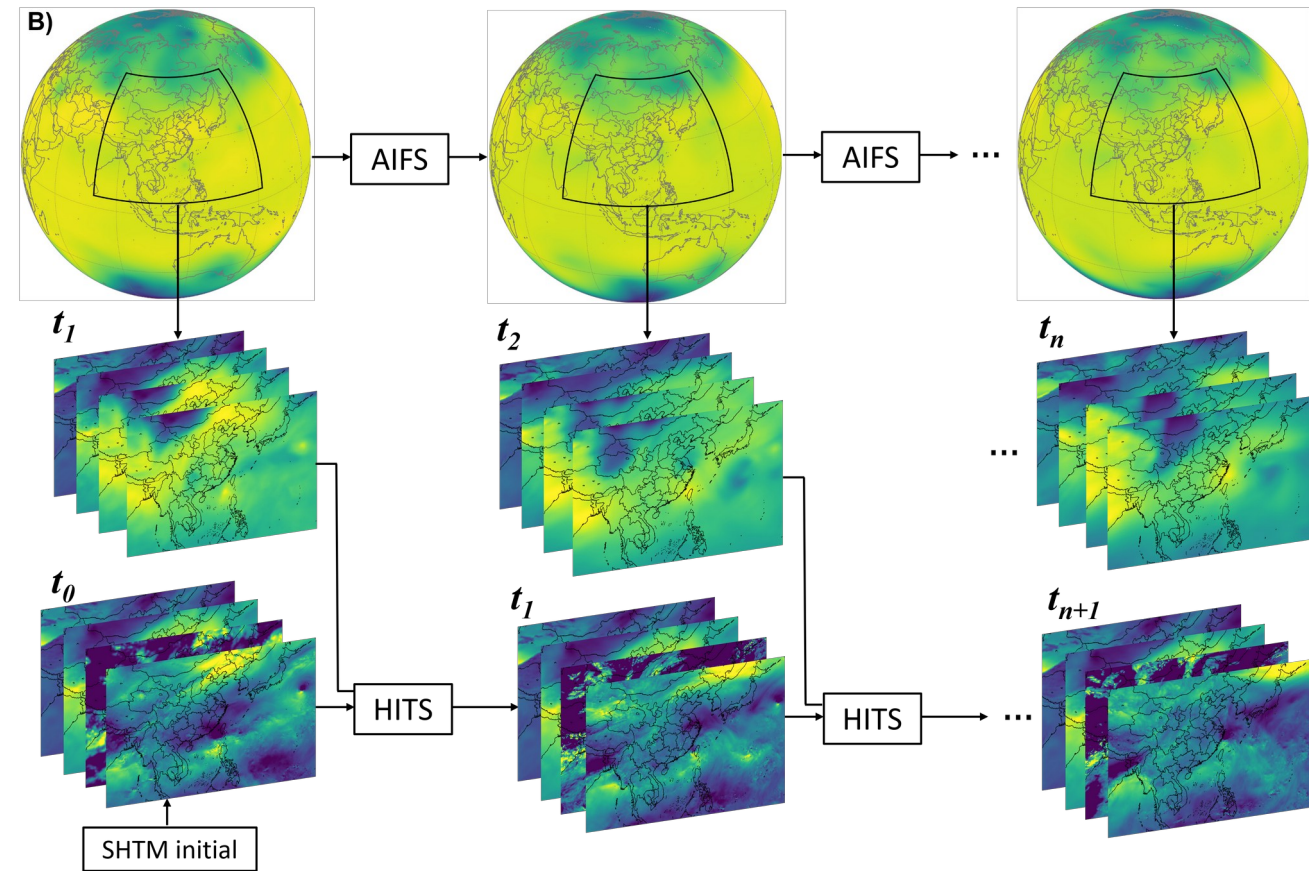 B)
AIFS
AIFS
...
t1
t2
tn
...
t0
t1
tn+1
HITS
HITS
...
SHTM initial